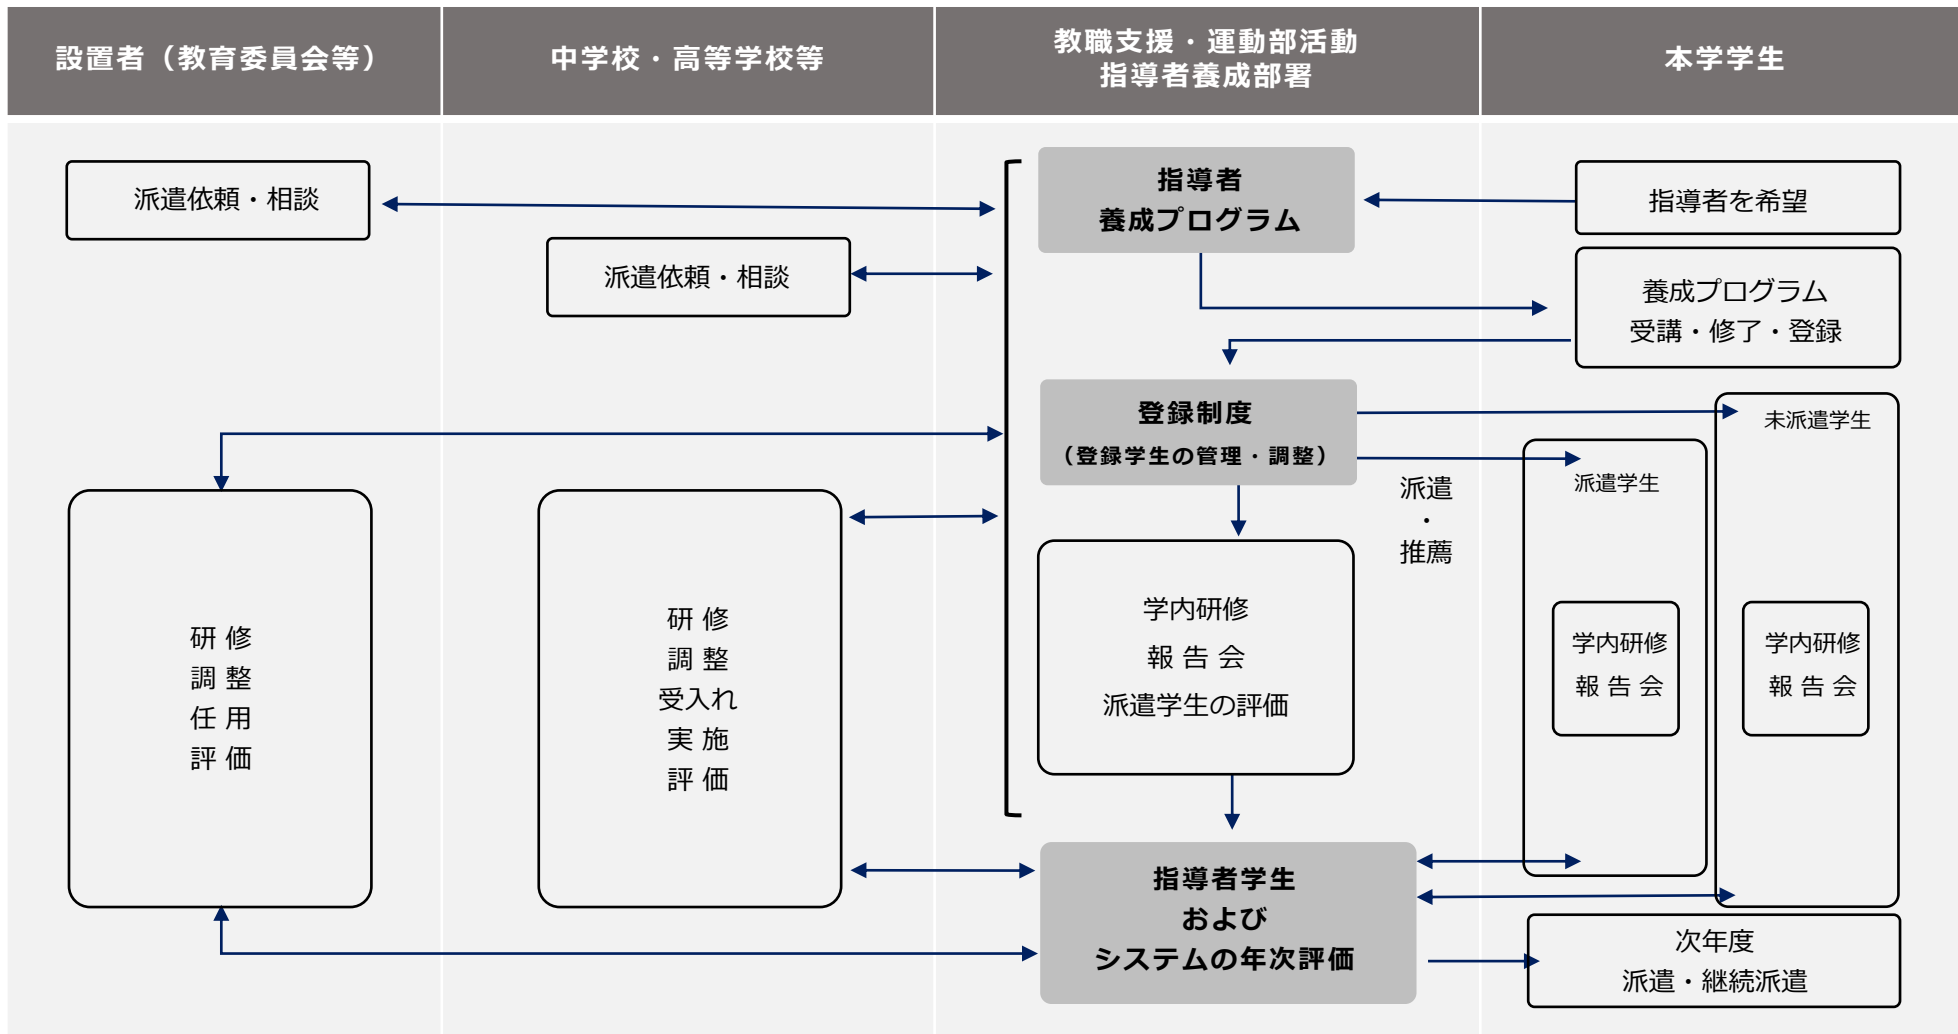 設置者（教育委員会等）
中学校・高等学校等
教職支援・運動部活動
指導者養成部署
本学学生
派遣依頼・相談
派遣依頼・相談
指導者
養成プログラム
指導者を希望
養成プログラム
受講・修了・登録
登録制度
（登録学生の管理・調整）
派遣
・
推薦
未派遣学生
派遣学生
研 修
調 整
任 用
評 価
研 修
調 整
受入れ
実 施
評 価
学内研修
報 告 会
派遣学生の評価
学内研修
報 告 会
学内研修
報 告 会
指導者学生
および
システムの年次評価
次年度
派遣・継続派遣